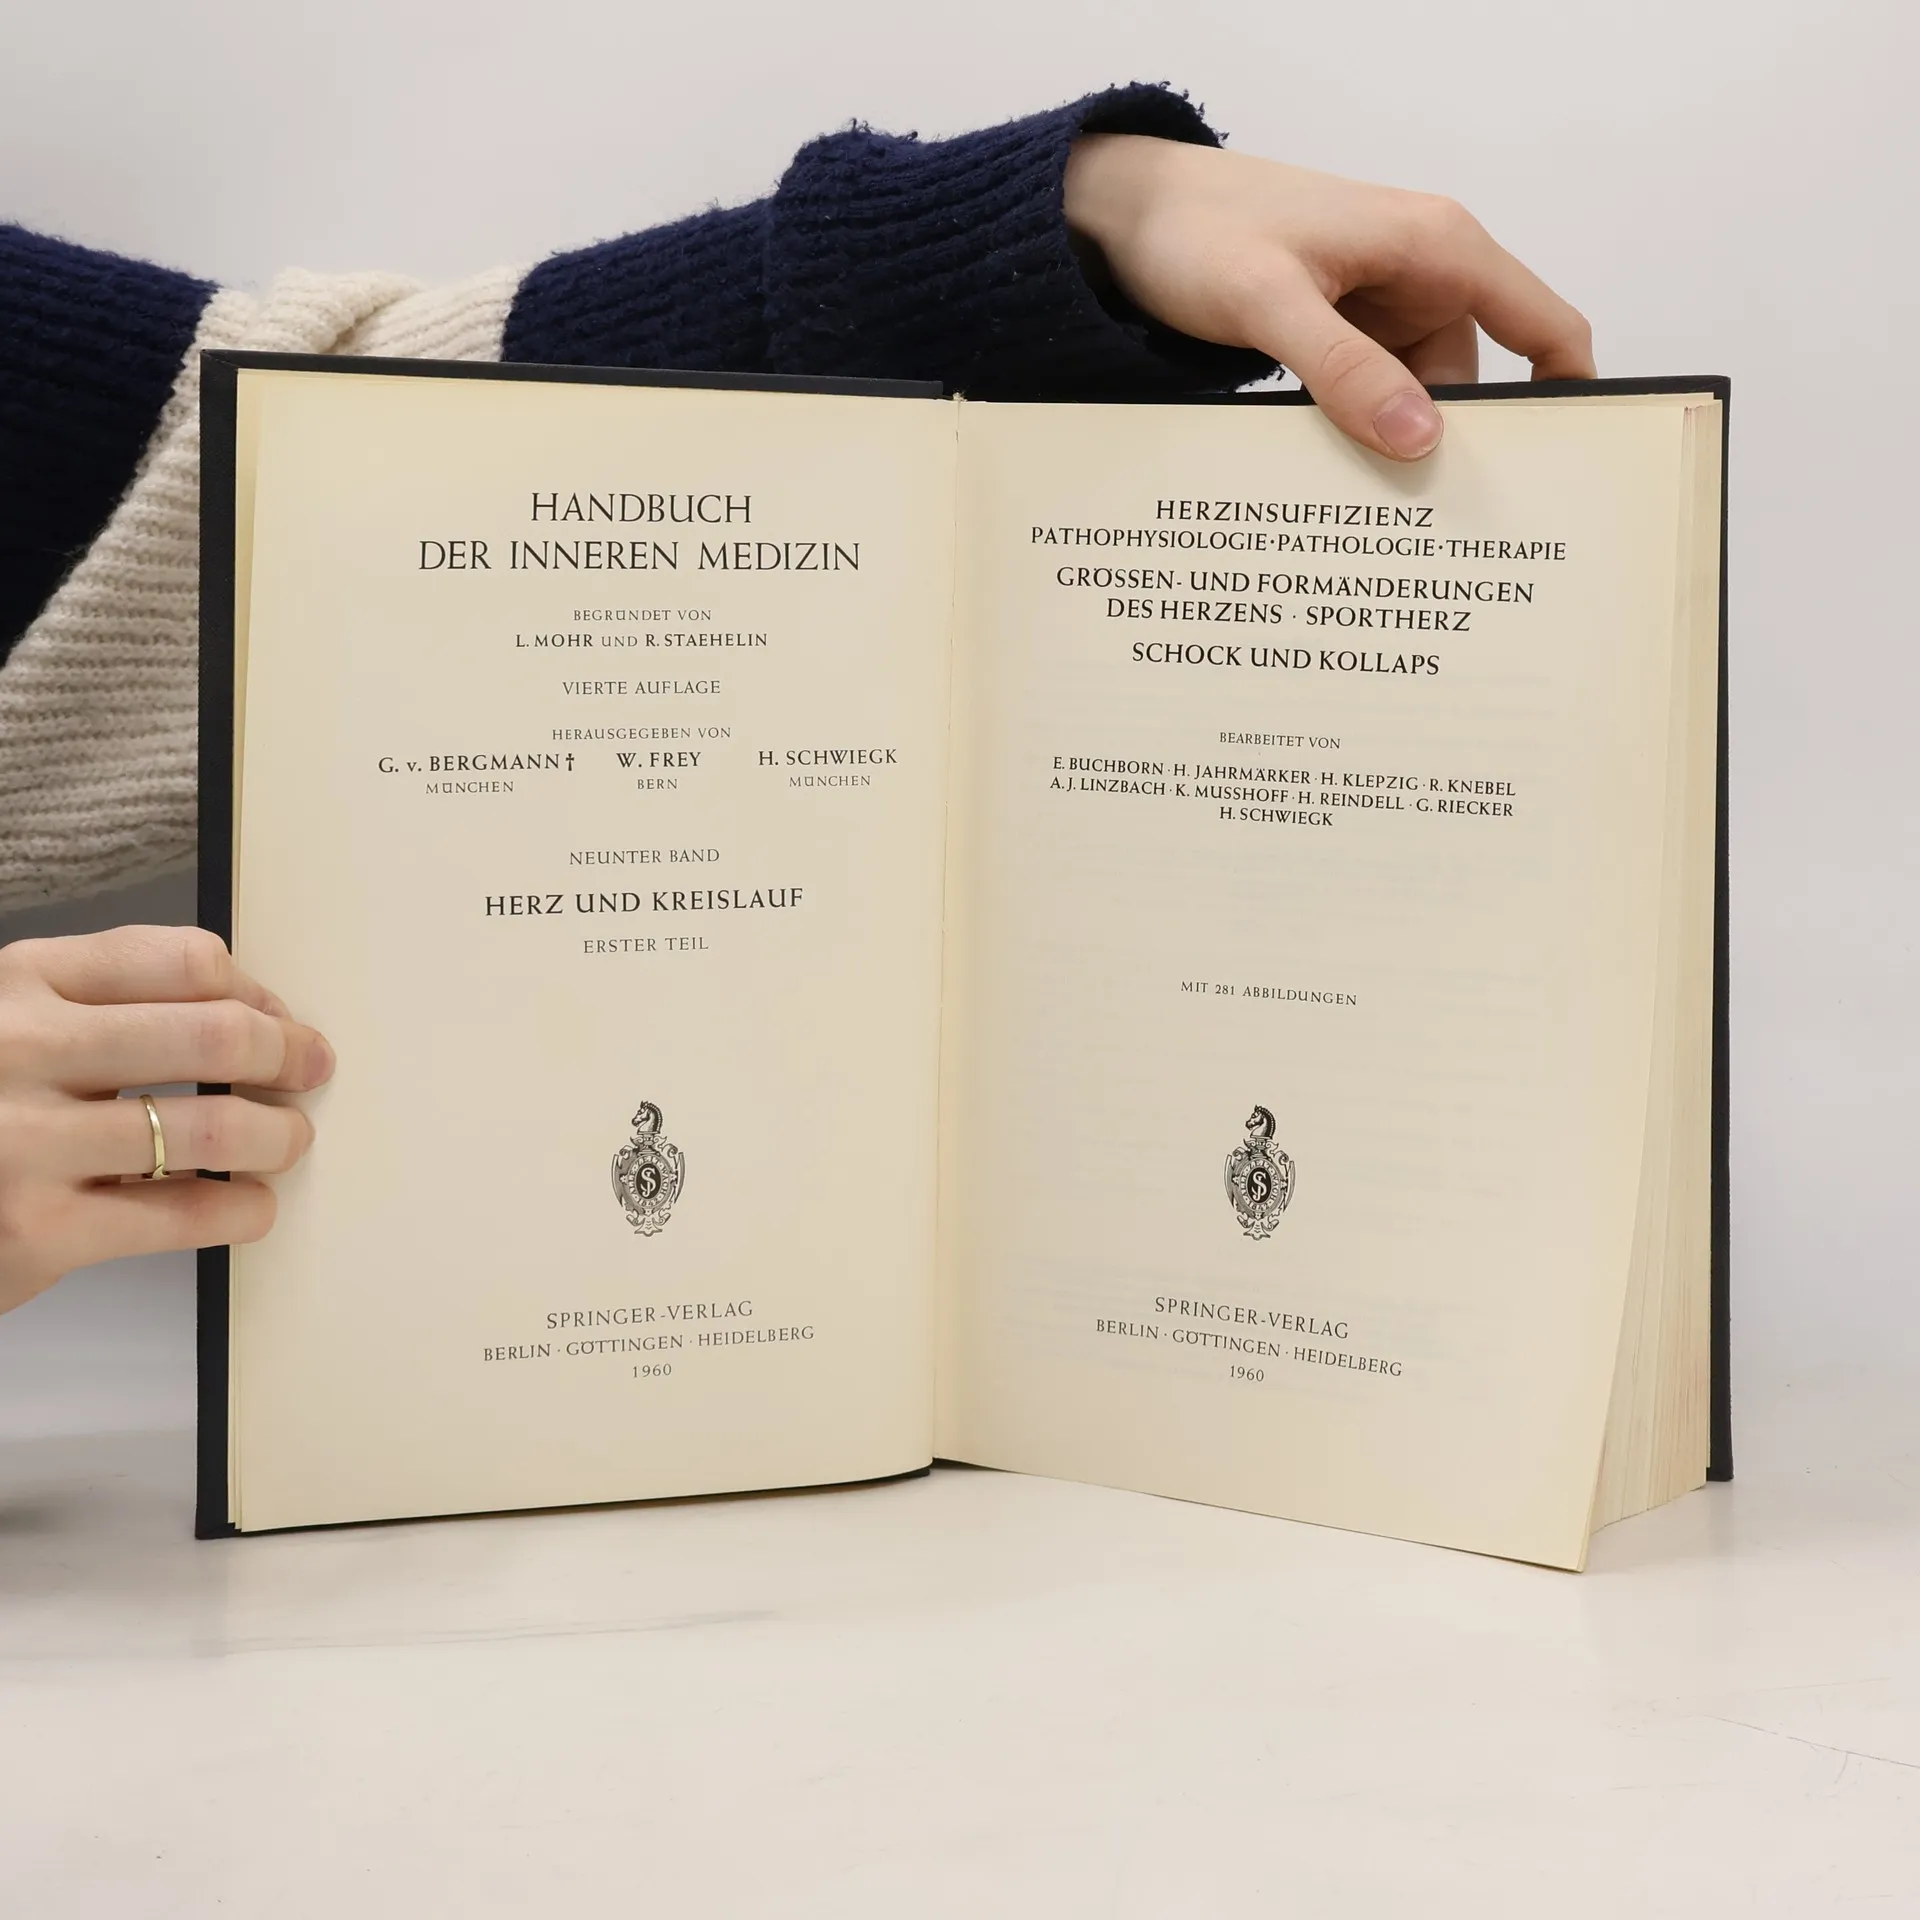 HANDBUCH
DER INNEREN MEDIZIN
BEGRÜNDET VON
L. MOHR UND R. STAEHELIN
VIERTE AUFLAGE
HERAUSGEGEBEN VON
G. v. BERGMANN † W. FREY H. SCHWIEGK
MÜNCHEN BERN MÜNCHEN
NEUNTER BAND
HERZ UND KREISLAUF
ERSTER TEIL
SPRINGER-VERLAG
BERLIN · GÖTTINGEN · HEIDELBERG
1960
HERZINSUFFIZIENZ
PATHOPHYSIOLOGIE · PATHOLOGIE · THERAPIE
GRÖSSEN- UND FORMÄNDERUNGEN
DES HERZENS · SPORTHERZ
SCHOCK UND KOLLAPS
BEARBEITET VON
E. BUCHBORN · H. JAHRMÄRKER · H. KLEPZIG · R. KNEBEL
A. J. LINZBACH · K. MUSSHOFF · H. REINDELL · G. RIECKER
H. SCHWIEGK
MIT 281 ABBILDUNGEN
SPRINGER-VERLAG
BERLIN · GÖTTINGEN · HEIDELBERG
1960